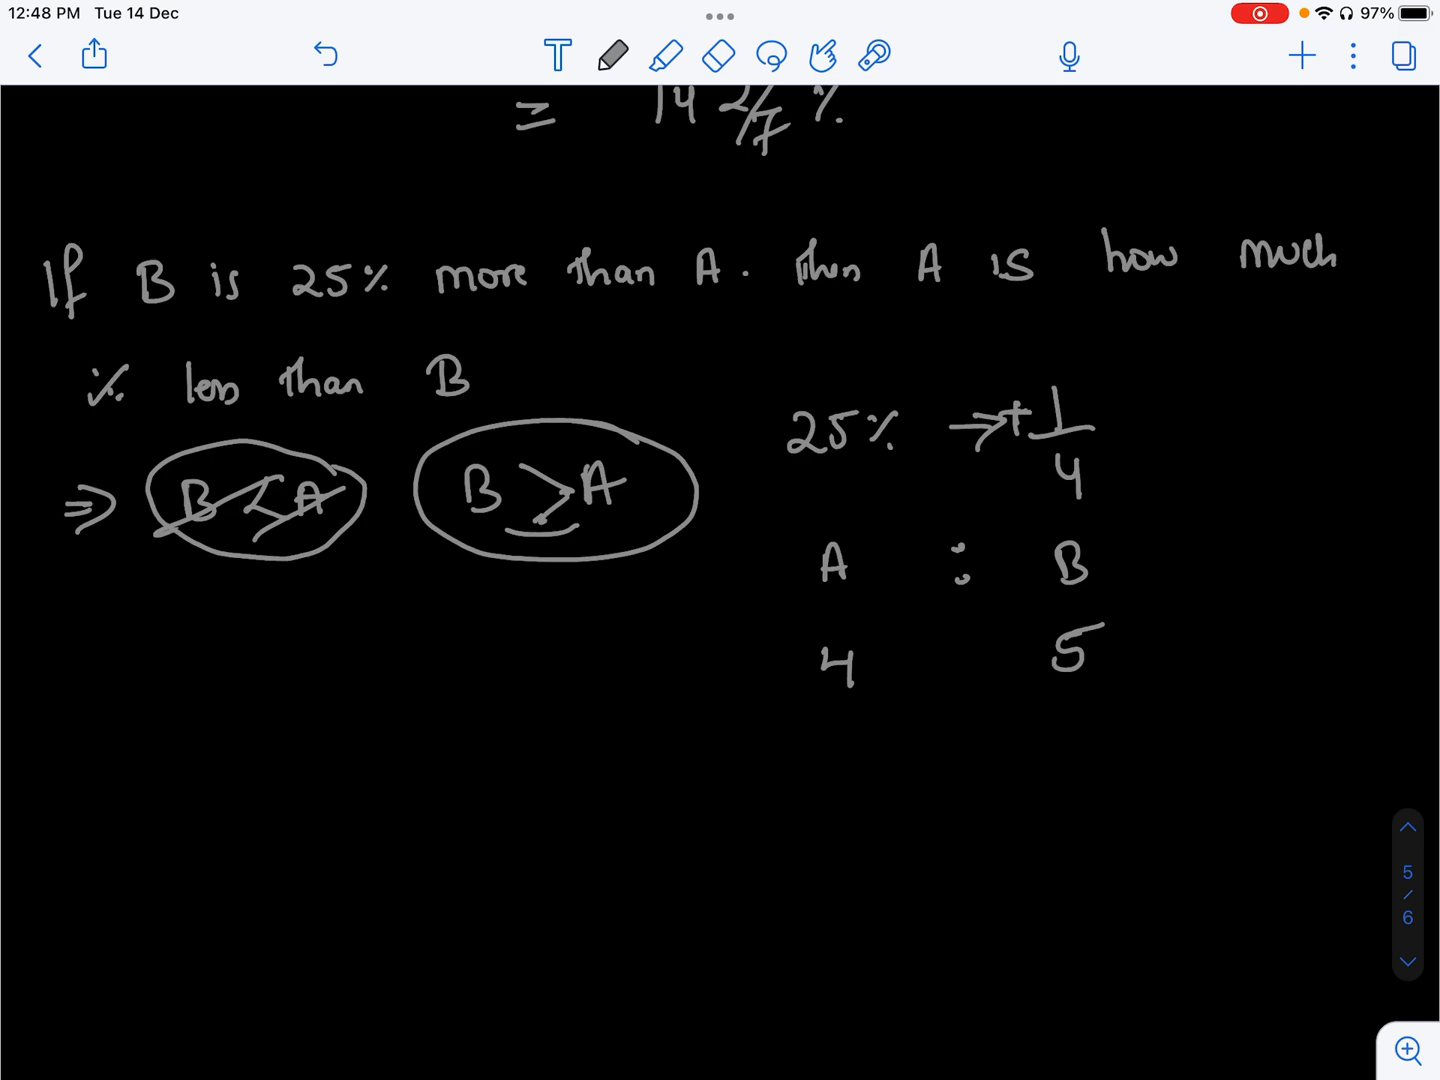 12:48 PM Tue 14 Dec 97%
T
= 14 2/7 %
If B is 25% more than A. Then A is how much
% less than B
25% → + 1/4
⇒ B < A B > A
A : B
4 5
5 / 6